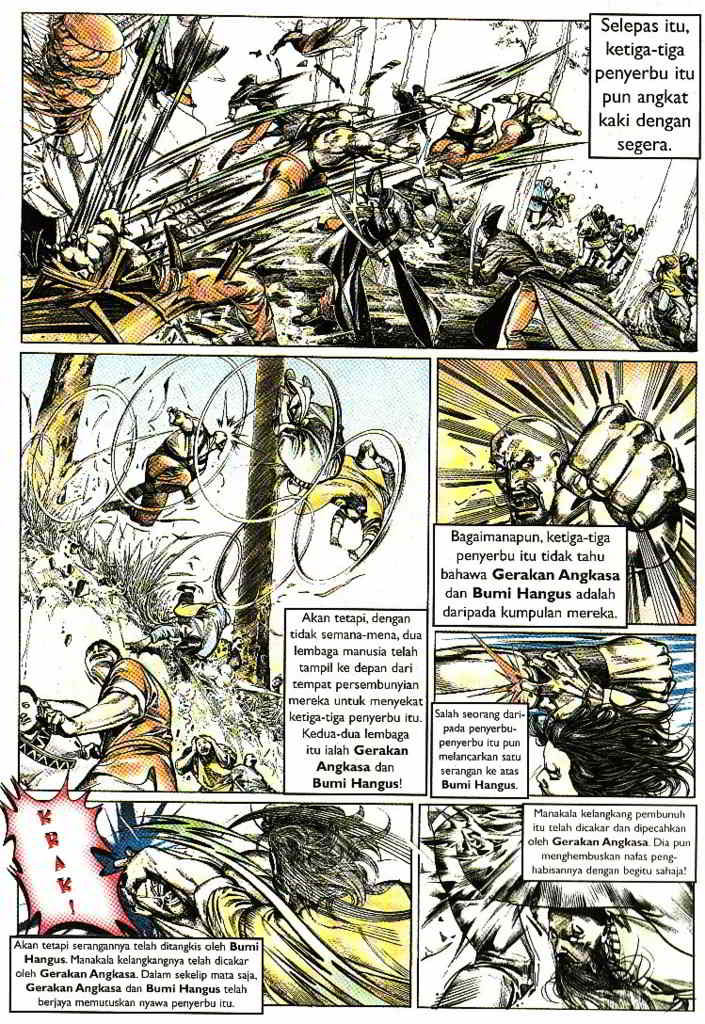 Selepas itu,
ketiga-tiga
penyerbu itu
pun angkat
kaki dengan
segera.
Akan tetapi, dengan
tidak semana-mena, dua
lembaga manusia telah
tampil ke depan dari
tempat persembunyian
mereka untuk menyekat
ketiga-tiga penyerbu itu.
Kedua-dua lembaga
itu ialah Gerakan
Angkasa dan
Bumi Hangus!
Bagaimanapun, ketiga-tiga
penyerbu itu tidak tahu
bahawa Gerakan Angkasa
dan Bumi Hangus adalah
daripada kumpulan mereka.
Salah seorang dari-
pada penyerbu-
penyerbu itu pun
melancarkan satu
serangan ke atas
Bumi Hangus.
KRAK!
Akan tetapi serangannya telah ditangkis oleh Bumi
Hangus. Manakala kelangkangnya telah dicakar
oleh Gerakan Angkasa. Dalam sekelip mata saja,
Gerakan Angkasa dan Bumi Hangus telah
berjaya memutuskan nyawa penyerbu itu.
Manakala kelangkang pembunuh
itu telah dicakar dan dipecahkan
oleh Gerakan Angkasa. Dia pun
menghembuskan nafas peng-
habisannya dengan begitu sahaja!